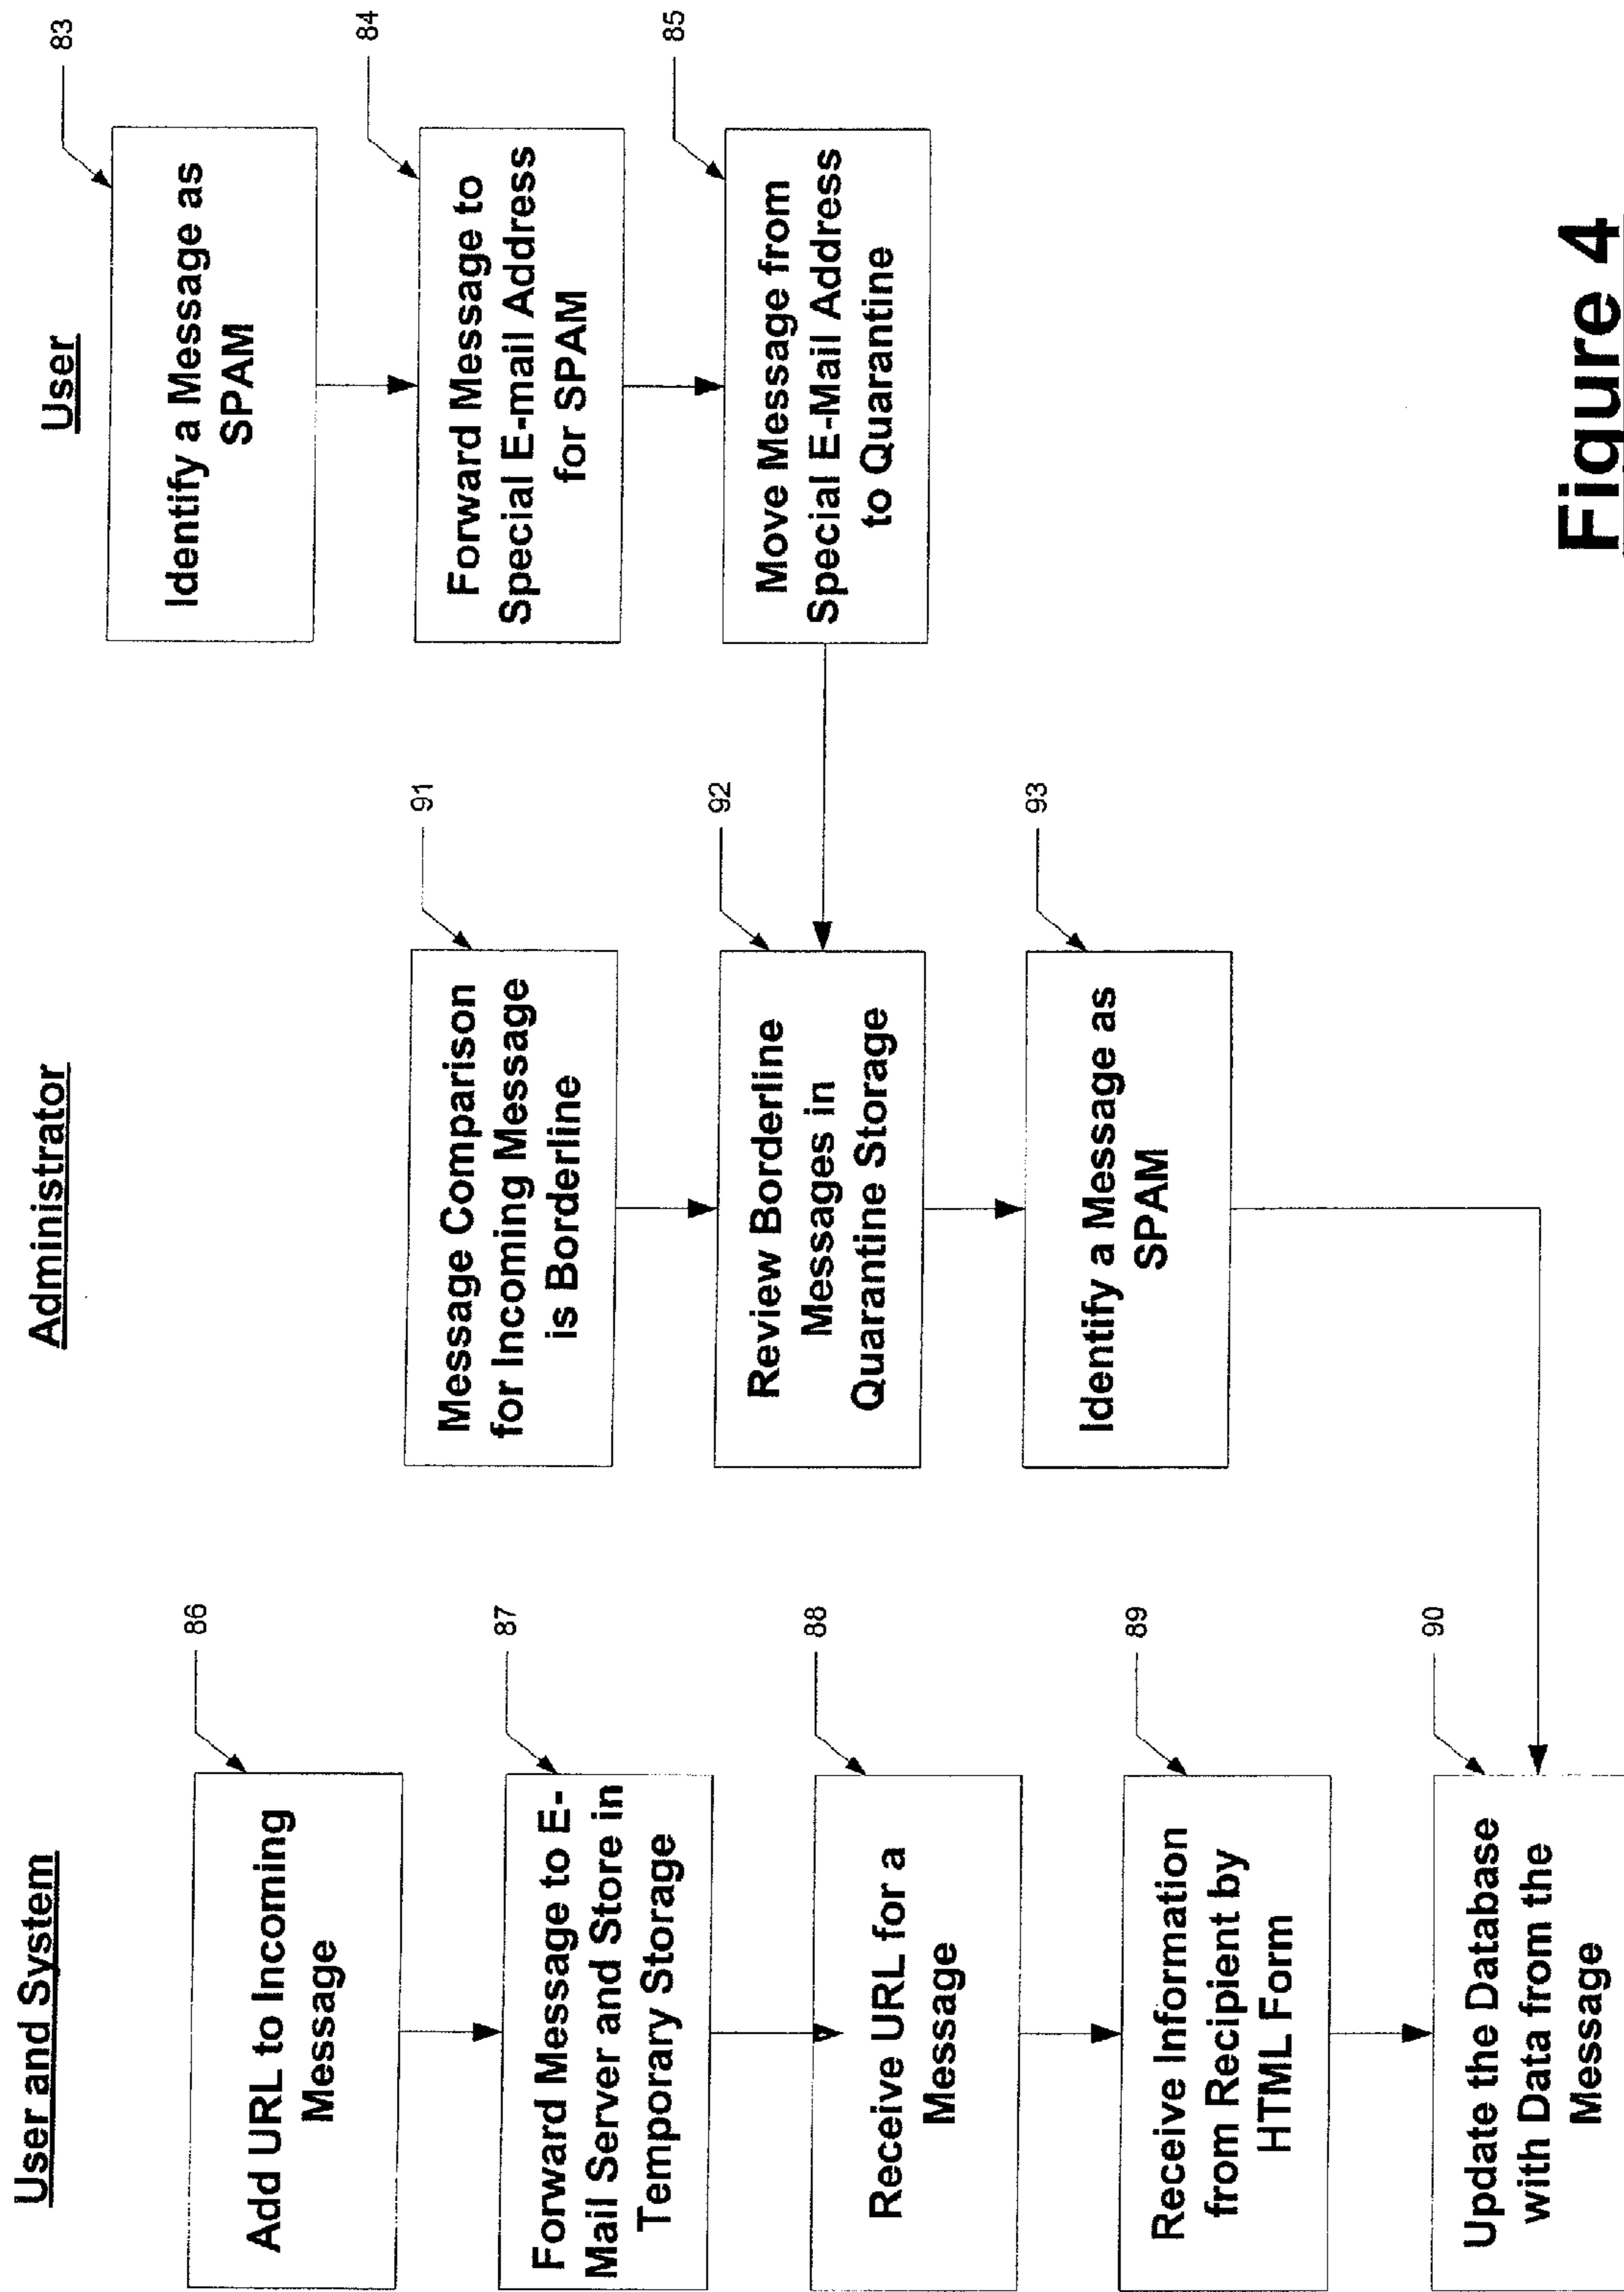 User and System
Add URL to Incoming
Message
86
Forward Message to E-
Mail Server and Store in
Temporary Storage
87
Receive URL for a
Message
88
Receive Information
from Recipient by
HTML Form
89
Update the Database
with Data from the
Message
90
Administrator
Message Comparison
for Incoming Message
is Borderline
91
Review Borderline
Messages in
Quarantine Storage
92
Identify a Message as
SPAM
93
User
Identify a Message as
SPAM
83
Forward Message to
Special E-mail Address
for SPAM
84
Move Message from
Special E-Mail Address
to Quarantine
85
Figure 4